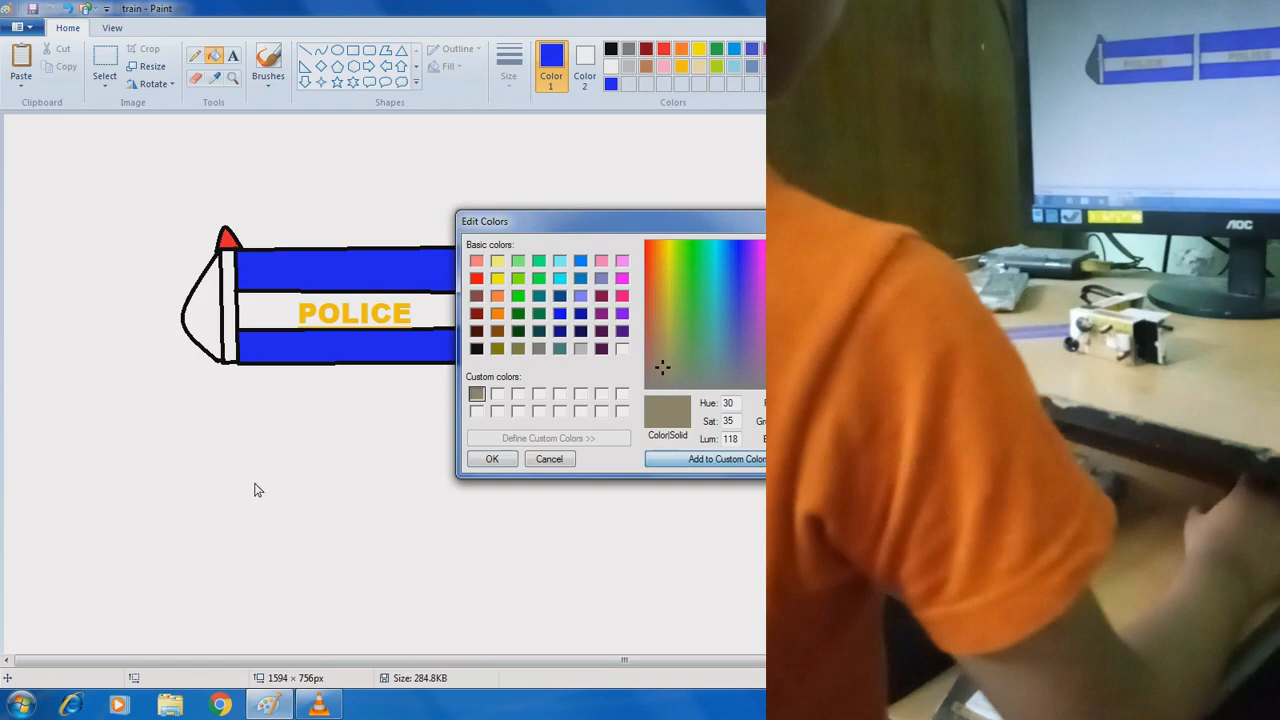 train - Paint
Home
View
Paste
Cut
Copy
Clipboard
Select
Crop
Resize
Rotate
Image
Tools
Brushes
Shapes
Outline
Fill
Size
Color
1
Color
2
Colors
POLICE
Edit Colors
Basic colors:
Custom colors:
Define Custom Colors >>
OK
Cancel
Color|Solid
Hue: 30
Sat: 35
Lum: 118
Add to Custom Color
1594 × 756px
Size: 284.8KB
POLICE
POLICE
AOC